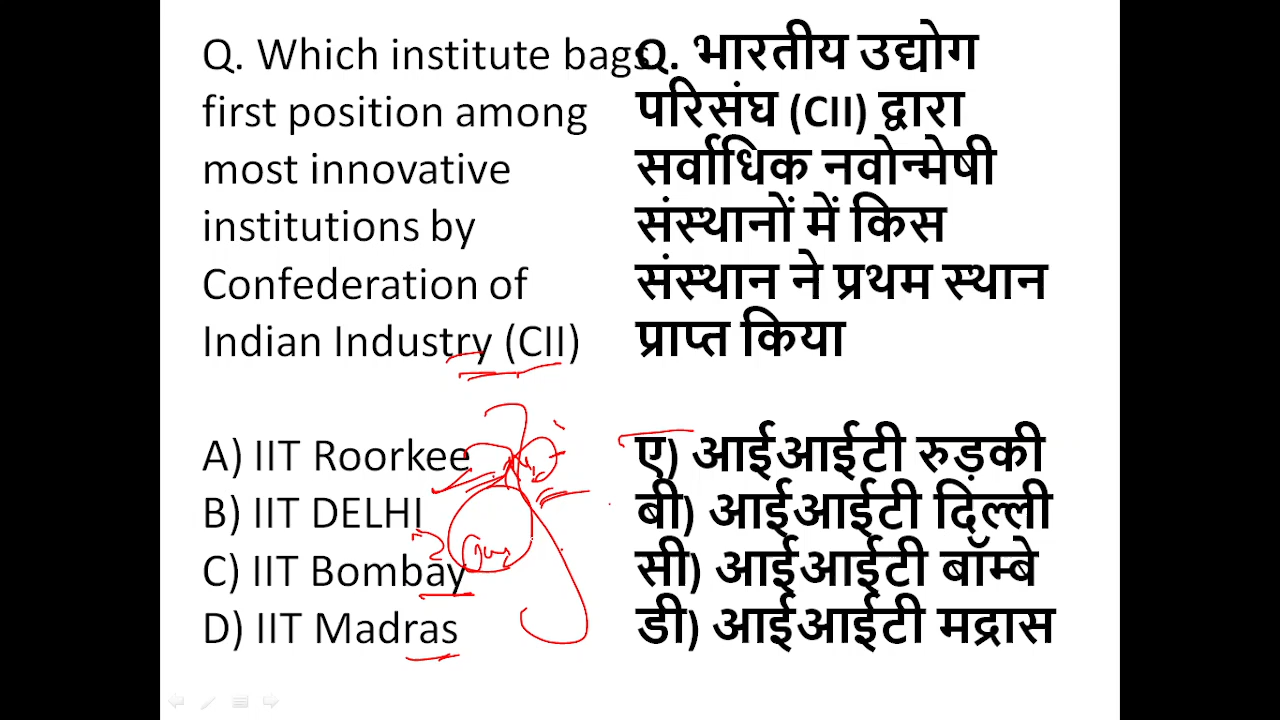 Q. Which institute bags
first position among
most innovative
institutions by
Confederation of
Indian Industry (CII)
A) IIT Roorkee
B) IIT DELHI
C) IIT Bombay
D) IIT Madras
Q. भारतीय उद्योग
परिसंघ (CII) द्वारा
सर्वाधिक नवोन्मेषी
संस्थानों में किस
संस्थान ने प्रथम स्थान
प्राप्त किया
ए) आईआईटी रुड़की
बी) आईआईटी दिल्ली
सी) आईआईटी बॉम्बे
डी) आईआईटी मद्रास